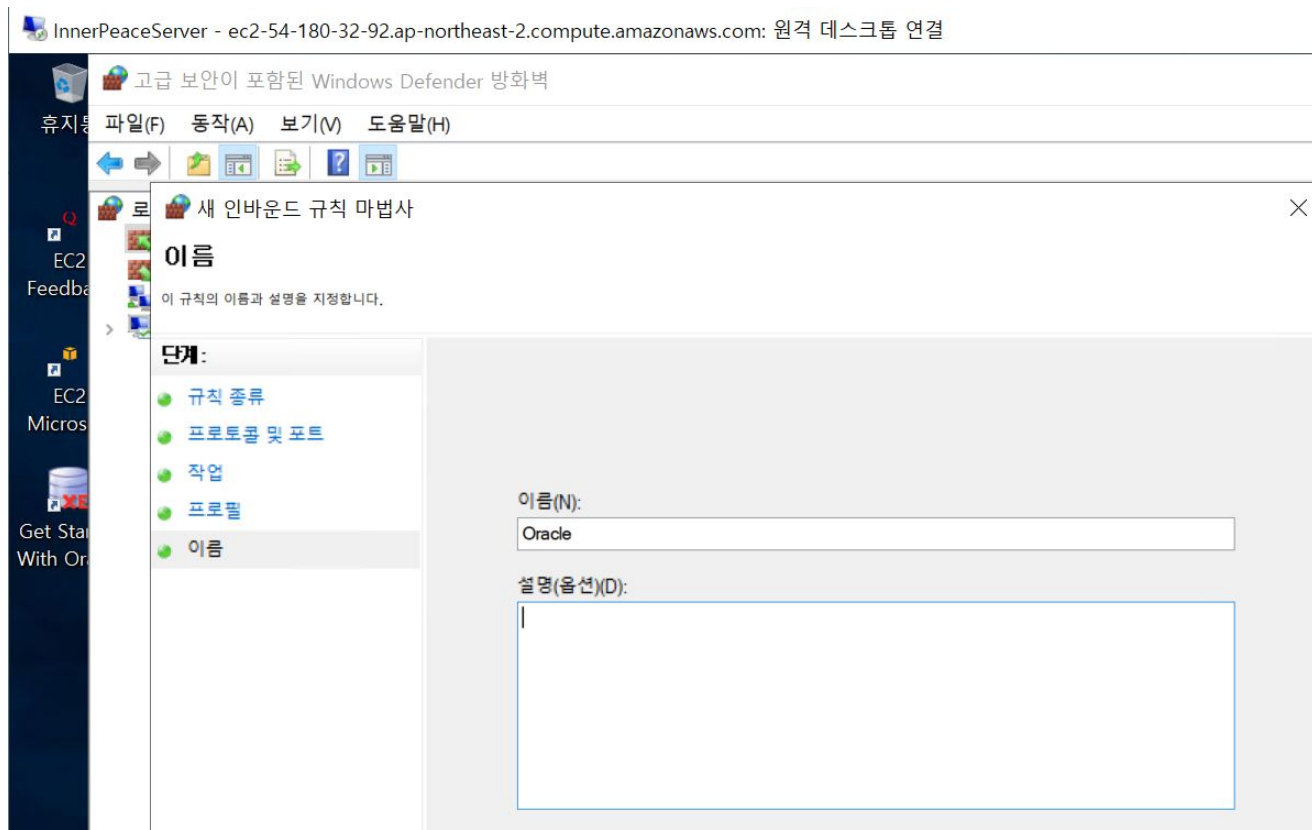 InnerPeaceServer - ec2-54-180-32-92.ap-northeast-2.compute.amazonaws.com: 원격 데스크톱 연결
고급 보안이 포함된 Windows Defender 방화벽
휴지
파일(F) 동작(A) 보기(V) 도움말(H)
로
새 인바운드 규칙 마법사
이름
이 규칙의 이름과 설명을 지정합니다.
EC2
Feedba
단계:
규칙 종류
프로토콜 및 포트
작업
프로필
이름
EC2
Micros
XE
Get Star
With Ora
이름(N):
Oracle
설명(옵션)(D):